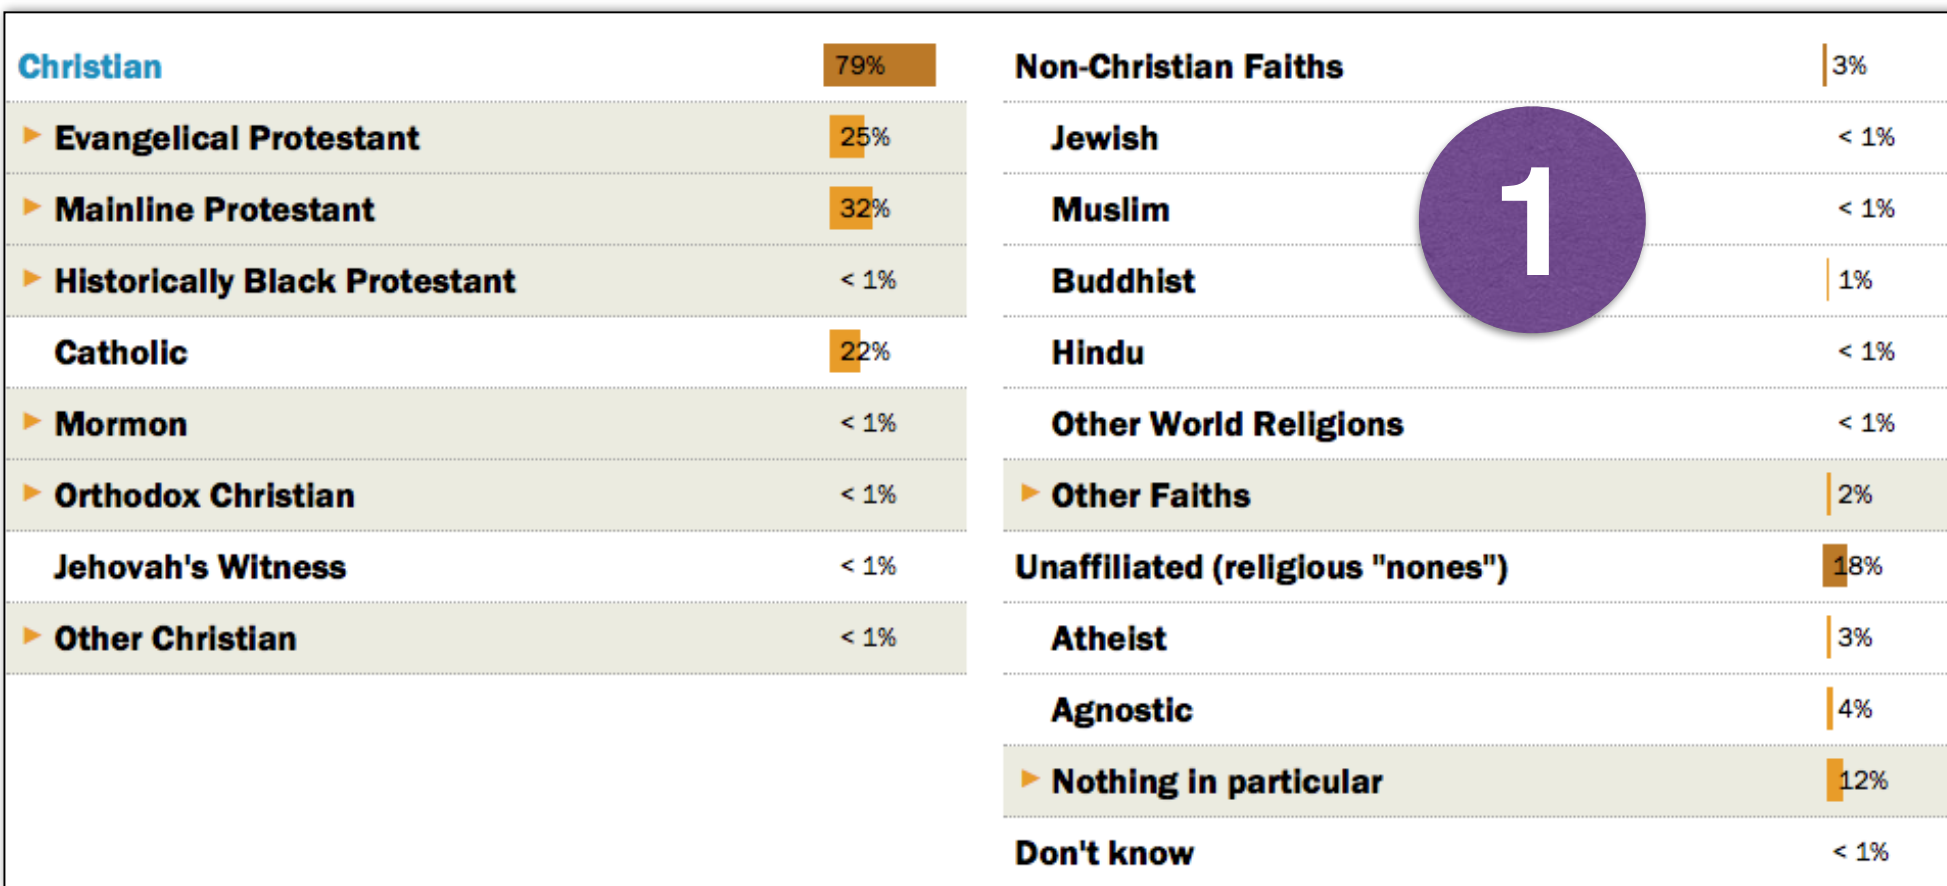 Christian 79%
Evangelical Protestant 25%
Mainline Protestant 32%
Historically Black Protestant < 1%
Catholic 22%
Mormon < 1%
Orthodox Christian < 1%
Jehovah's Witness < 1%
Other Christian < 1%
Non-Christian Faiths 3%
Jewish < 1%
Muslim < 1%
Buddhist 1%
Hindu < 1%
Other World Religions < 1%
Other Faiths 2%
Unaffiliated (religious "nones") 18%
Atheist 3%
Agnostic 4%
Nothing in particular 12%
Don't know < 1%
1